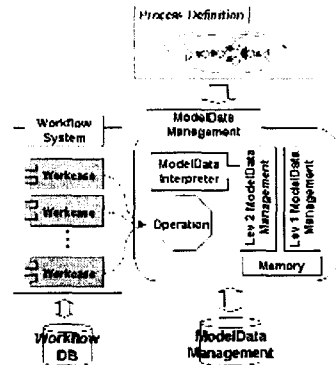 Process Definition
ModelData
Management
Workflow
System
ModelData
Interpreter
Workcase
Workcase
Workcase
Operation
Lev 2 ModelData
Management
Lev 1 ModelData
Management
Memory
Workflow
DB
ModelData
Management